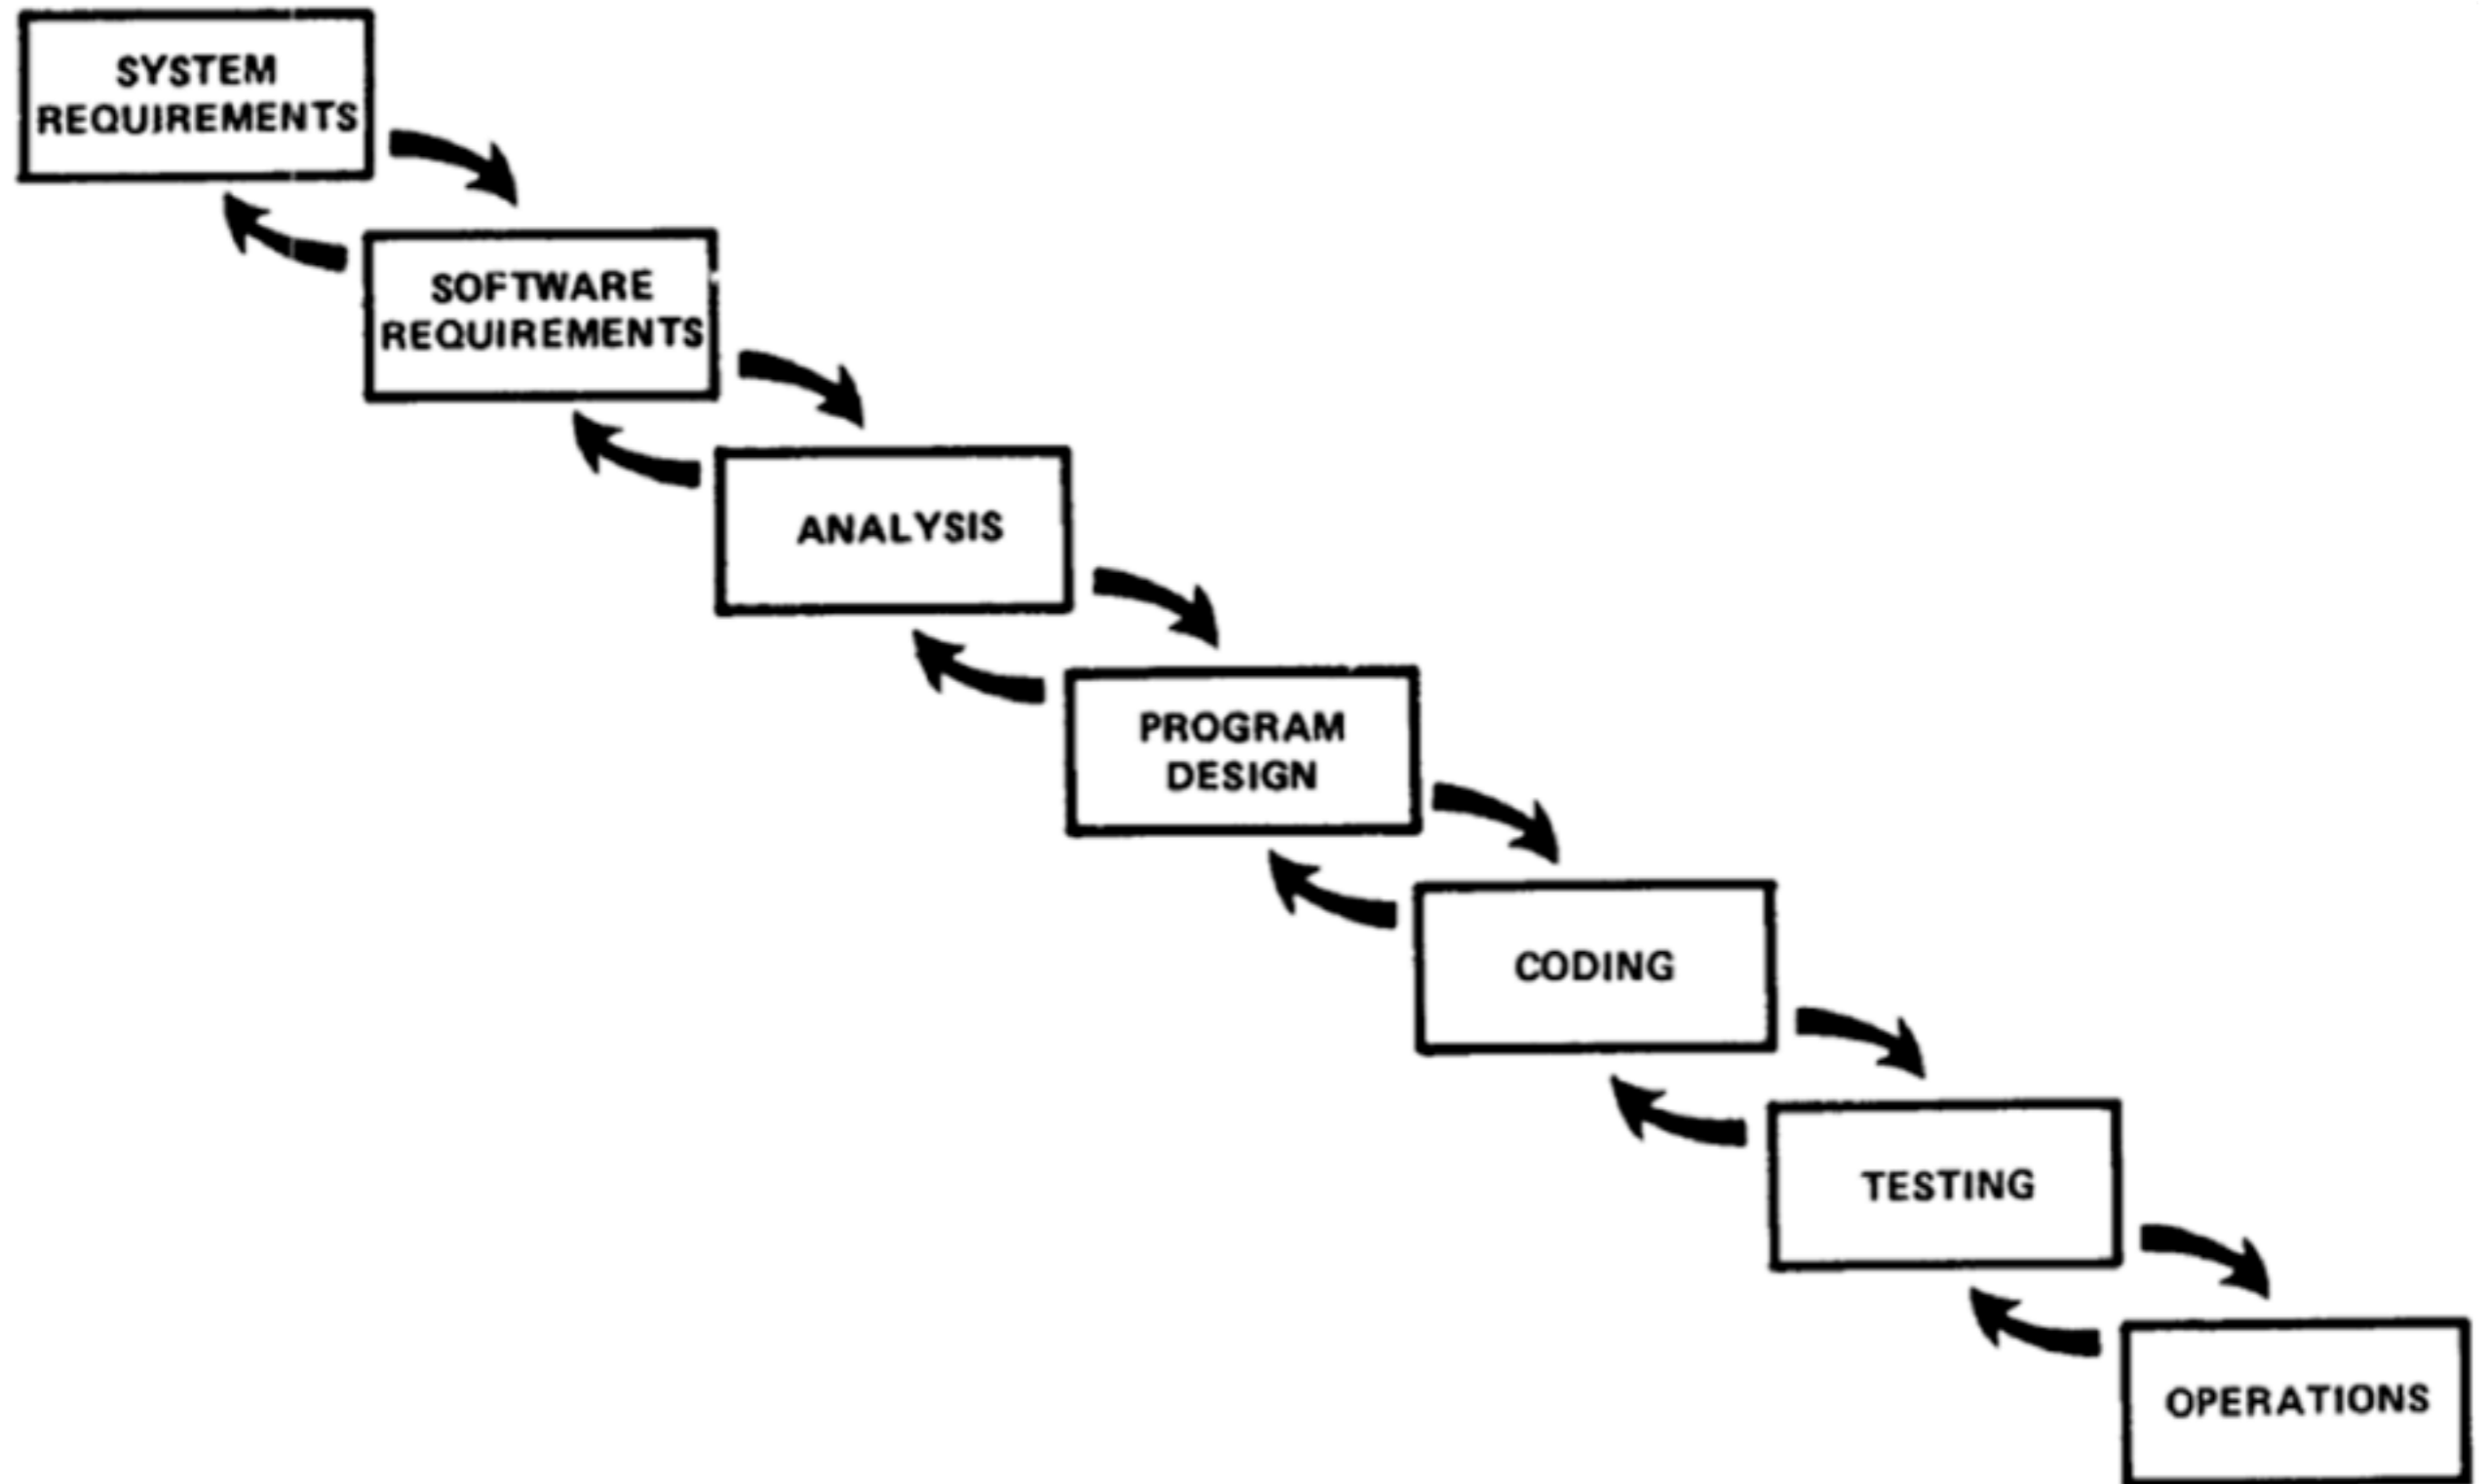 SYSTEM
REQUIREMENTS
SOFTWARE
REQUIREMENTS
ANALYSIS
PROGRAM
DESIGN
CODING
TESTING
OPERATIONS